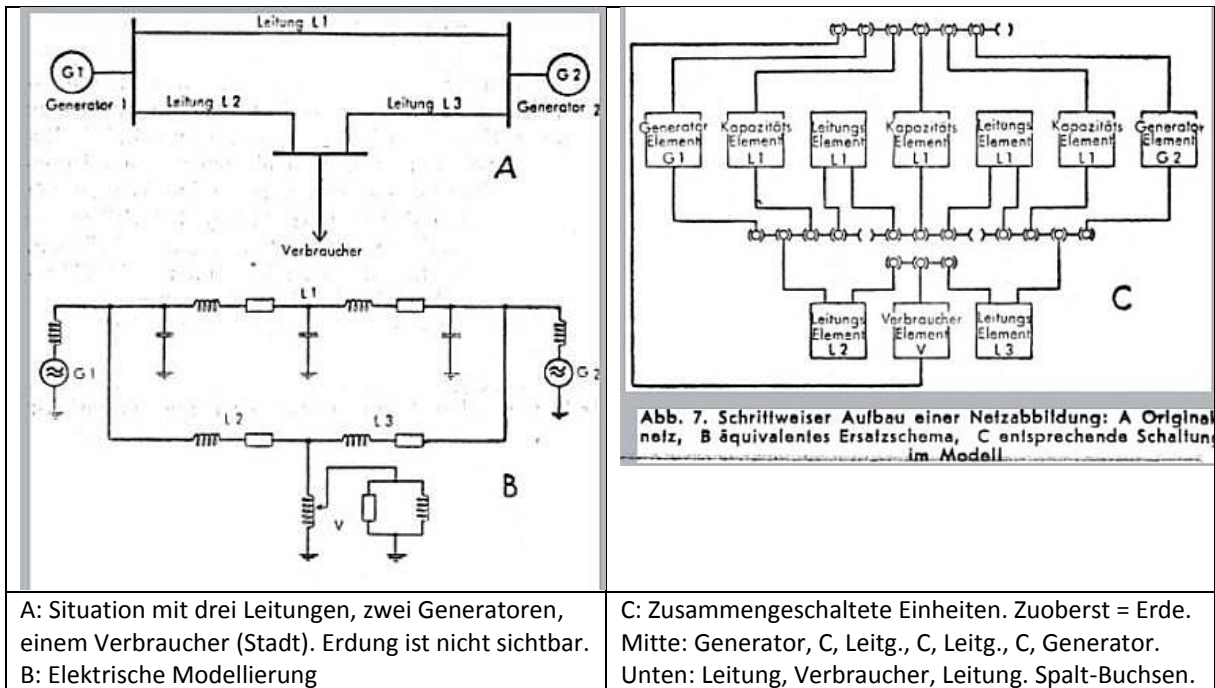 Leitung L1
G1
G2
Generator 1
Leitung L2
Leitung L3
Generator 2
A
Verbraucher
L1
G1
G2
L2
L3
B
V
Generator Element G1
Kapazitäts Element L1
Leitungs Element L1
Kapazitäts Element L1
Leitungs Element L1
Kapazitäts Element L1
Generator Element G2
C
Leitungs Element L2
Verbraucher Element V
Leitungs Element L3
Abb. 7. Schrittweiser Aufbau einer Netzabbildung: A Original
netz, B äquivalentes Ersatzschema, C entsprechende Schaltung
im Modell
A: Situation mit drei Leitungen, zwei Generatoren,
einem Verbraucher (Stadt). Erdung ist nicht sichtbar.
B: Elektrische Modellierung
C: Zusammengeschaltete Einheiten. Zuoberst = Erde.
Mitte: Generator, C, Leitg., C, Leitg., C, Generator.
Unten: Leitung, Verbraucher, Leitung. Spalt-Buchsen.